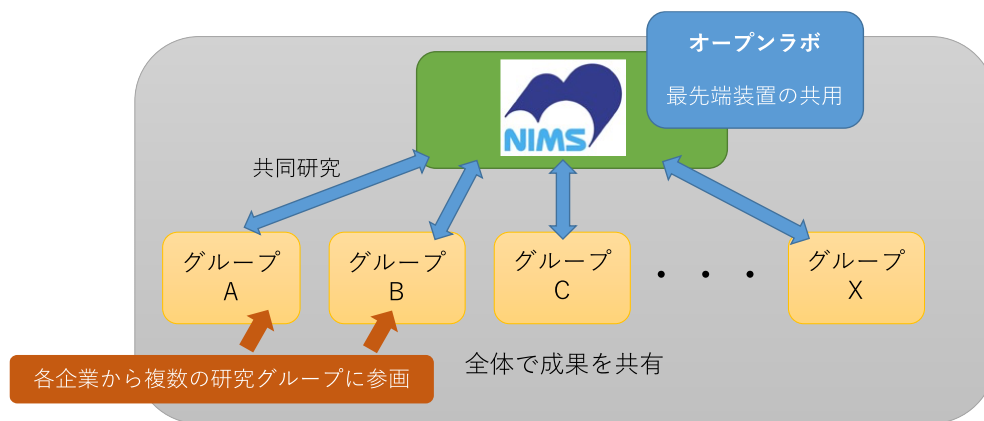 オープンラボ
最先端装置の共用
NIMS
共同研究
グループ
A
グループ
B
グループ
C
・・・
グループ
X
各企業から複数の研究グループに参画
全体で成果を共有